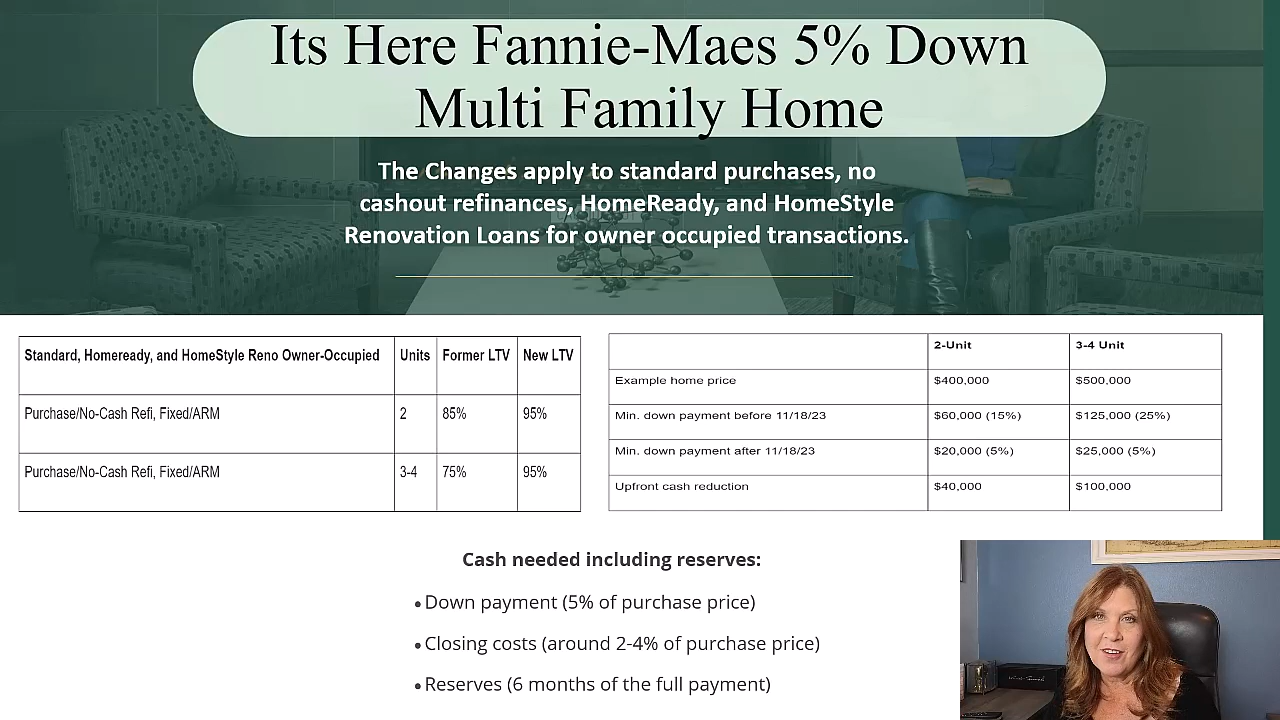 Its Here Fannie-Maes 5% Down
Multi Family Home
The Changes apply to standard purchases, no
cashout refinances, HomeReady, and HomeStyle
Renovation Loans for owner occupied transactions.
Standard, Homeready, and HomeStyle Reno Owner-Occupied Units Former LTV New LTV
Purchase/No-Cash Refi, Fixed/ARM 2 85% 95%
Purchase/No-Cash Refi, Fixed/ARM 3-4 75% 95%
2-Unit 3-4 Unit
Example home price $400,000 $500,000
Min. down payment before 11/18/23 $60,000 (15%) $125,000 (25%)
Min. down payment after 11/18/23 $20,000 (5%) $25,000 (5%)
Upfront cash reduction $40,000 $100,000
Cash needed including reserves:
• Down payment (5% of purchase price)
• Closing costs (around 2-4% of purchase price)
• Reserves (6 months of the full payment)